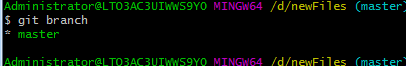 Administrator@LTO3AC3UIWWS9YO MINGW64 /d/newFiles (master)
$ git branch
* master
Administrator@LTO3AC3UIWWS9YO MINGW64 /d/newFiles (master)